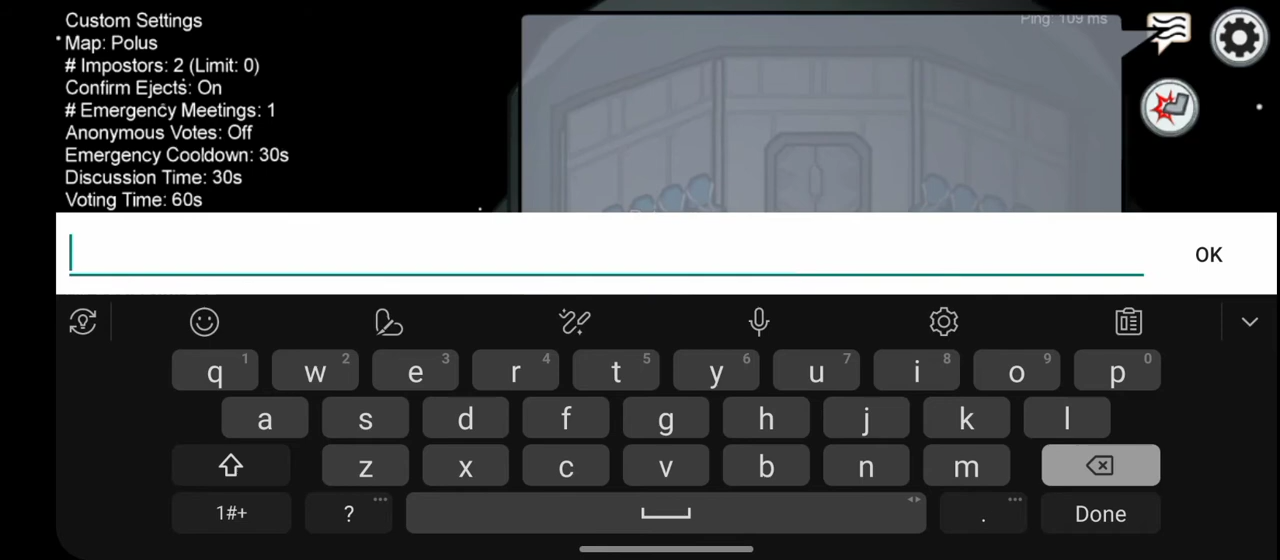 Custom Settings
Map: Polus
# Impostors: 2 (Limit: 0)
Confirm Ejects: On
# Emergency Meetings: 1
Anonymous Votes: Off
Emergency Cooldown: 30s
Discussion Time: 30s
Voting Time: 60s
Ping: 109 ms
OK
q 1 w 2 e 3 r 4 t 5 y 6 u 7 i 8 o 9 p 0
a s d f g h j k l
z x c v b n m
1#+ ? . Done